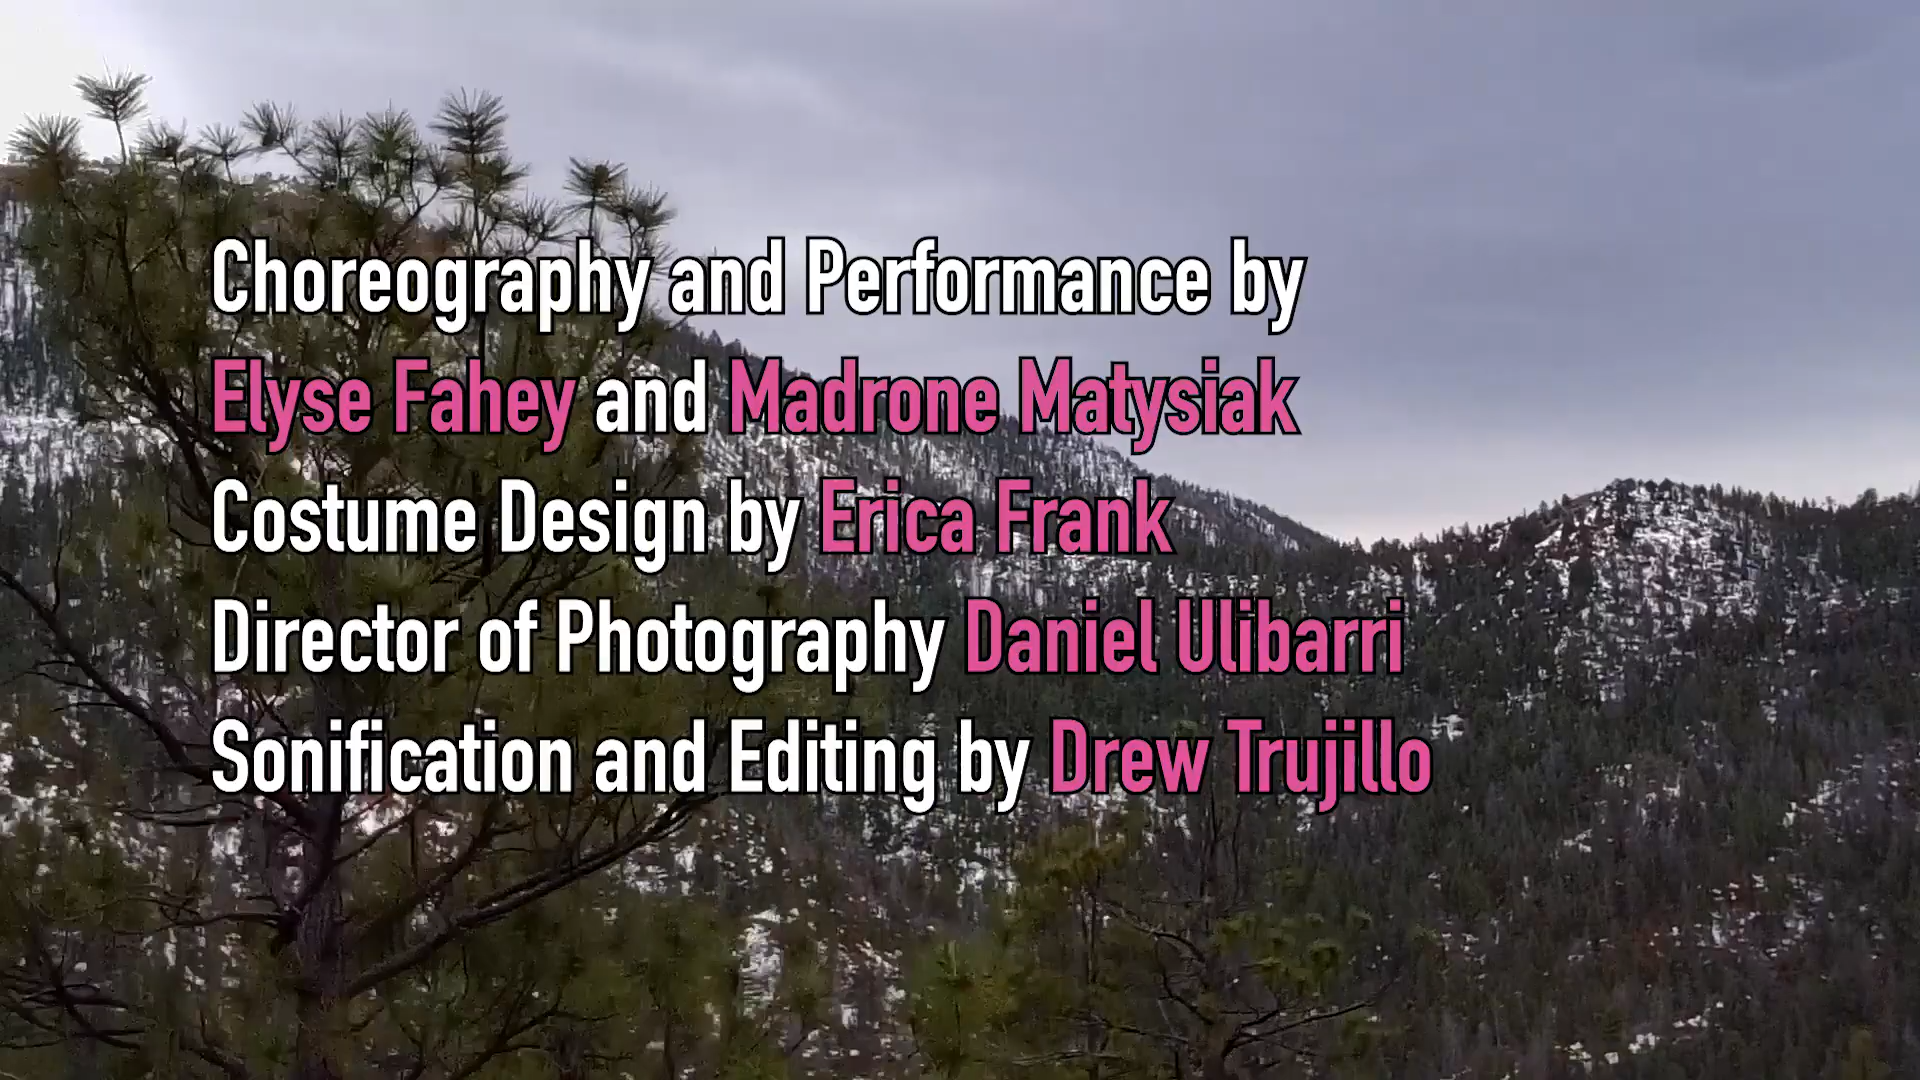 Choreography and Performance by
Elyse Fahey and Madrone Matysiak
Costume Design by Erica Frank
Director of Photography Daniel Ulibarri
Sonification and Editing by Drew Trujillo